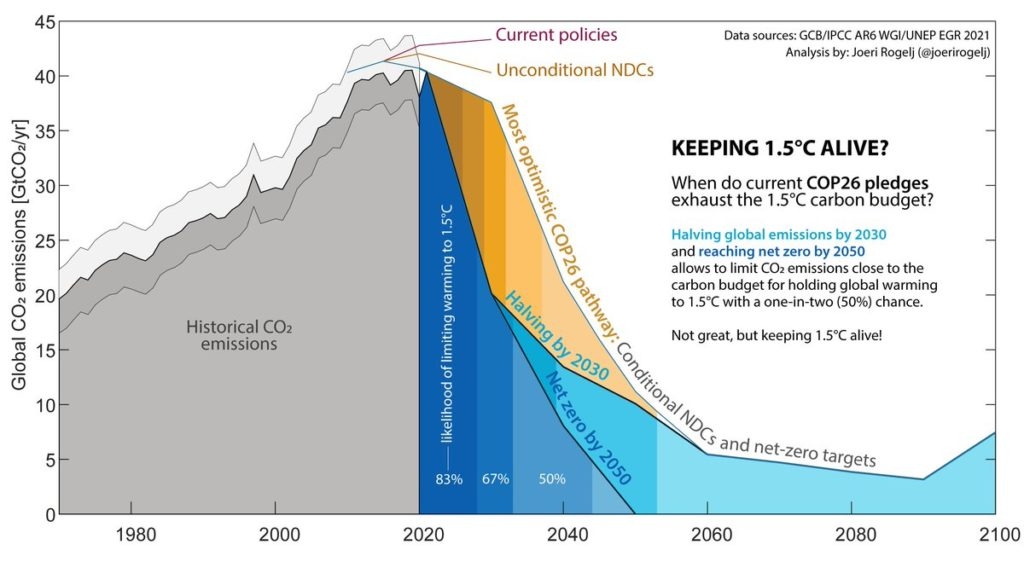 45
40
35
30
25
20
15
10
5
0
Global CO₂ emissions [GtCO₂/yr]
Current policies
Unconditional NDCs
Data sources: GCB/IPCC AR6 WGI/UNEP EGR 2021
Analysis by: Joeri Rogelj (@joerirogelj)
KEEPING 1.5°C ALIVE?
When do current COP26 pledges
exhaust the 1.5°C carbon budget?
Halving global emissions by 2030
and reaching net zero by 2050
allows to limit CO₂ emissions close to the
carbon budget for holding global warming
to 1.5°C with a one-in-two (50%) chance.
Not great, but keeping 1.5°C alive!
Historical CO₂
emissions
likelihood of limiting warming to 1.5°C
83%
67%
50%
Most optimistic COP26 pathway: Conditional NDCs and net-zero targets
Halving by 2030
Net zero by 2050
1980
2000
2020
2040
2060
2080
2100